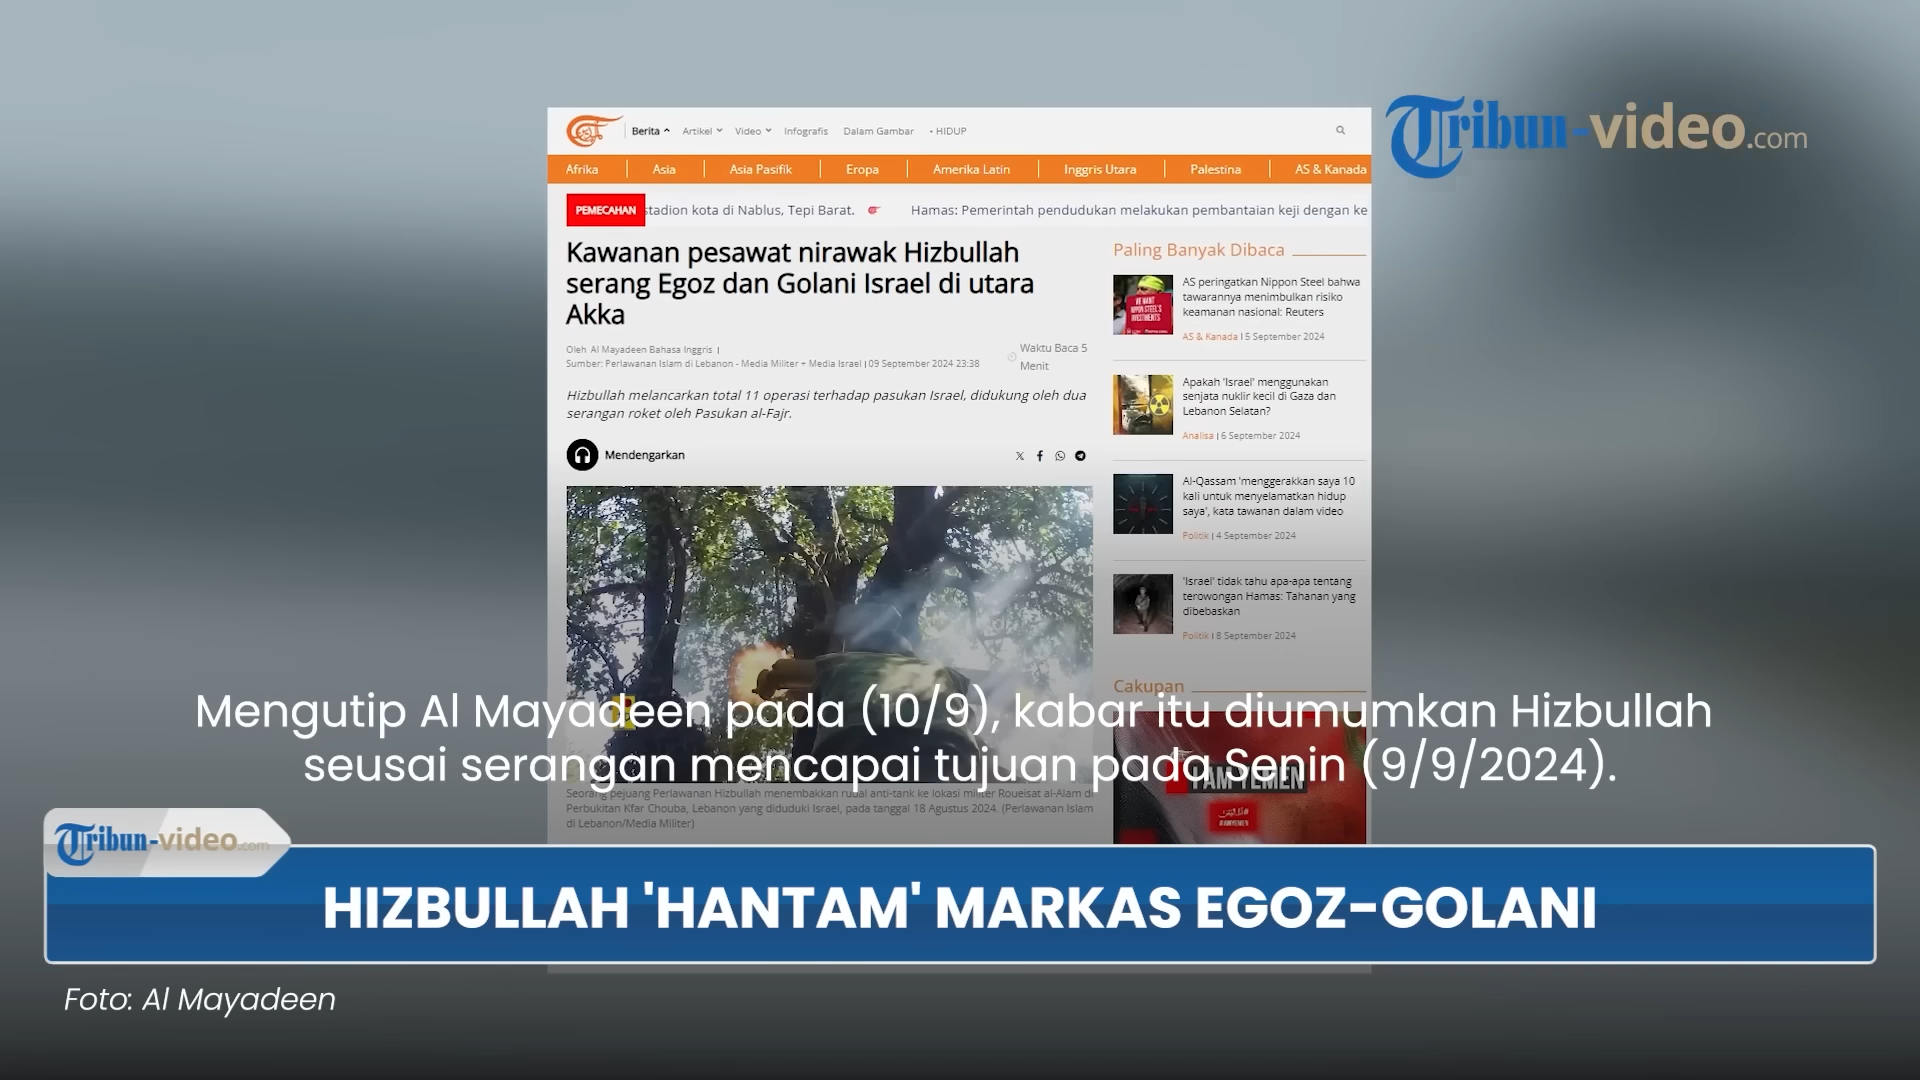 Tribun-video.com
Berita Artikel Video Infografis Dalam Gambar • HIDUP
Afrika Asia Asia Pasifik Eropa Amerika Latin Inggris Utara Palestina AS & Kanada
PEMECAHAN stadion kota di Nablus, Tepi Barat. Hamas: Pemerintah pendudukan melakukan pembantaian keji dengan ke
Kawanan pesawat nirawak Hizbullah
serang Egoz dan Golani Israel di utara
Akka
Oleh Al Mayadeen Bahasa Inggris |
Sumber: Perlawanan Islam di Lebanon - Media Militer + Media Israel | 09 September 2024 23:38
Waktu Baca 5
Menit
Hizbullah melancarkan total 11 operasi terhadap pasukan Israel, didukung oleh dua
serangan roket oleh Pasukan al-Fajr.
Mendengarkan
Seorang pejuang Perlawanan Hizbullah menembakkan rudal anti-tank ke lokasi militer Roueisat al-Alam di
Perbukitan Kfar Chouba, Lebanon yang diduduki Israel, pada tanggal 18 Agustus 2024. (Perlawanan Islam
di Lebanon/Media Militer)
Paling Banyak Dibaca
WE WANT
NIPPON STEEL'S
INVESTMENTS
AS peringatkan Nippon Steel bahwa
tawarannya menimbulkan risiko
keamanan nasional: Reuters
AS & Kanada | 5 September 2024
Apakah 'Israel' menggunakan
senjata nuklir kecil di Gaza dan
Lebanon Selatan?
Analisa | 6 September 2024
Al-Qassam 'menggerakkan saya 10
kali untuk menyelamatkan hidup
saya', kata tawanan dalam video
Politik | 4 September 2024
'Israel' tidak tahu apa-apa tentang
terowongan Hamas: Tahanan yang
dibebaskan
Politik | 8 September 2024
Cakupan
I AM YEMEN
Mengutip Al Mayadeen pada (10/9), kabar itu diumumkan Hizbullah
seusai serangan mencapai tujuan pada Senin (9/9/2024).
Tribun-video.com
HIZBULLAH 'HANTAM' MARKAS EGOZ-GOLANI
Foto: Al Mayadeen